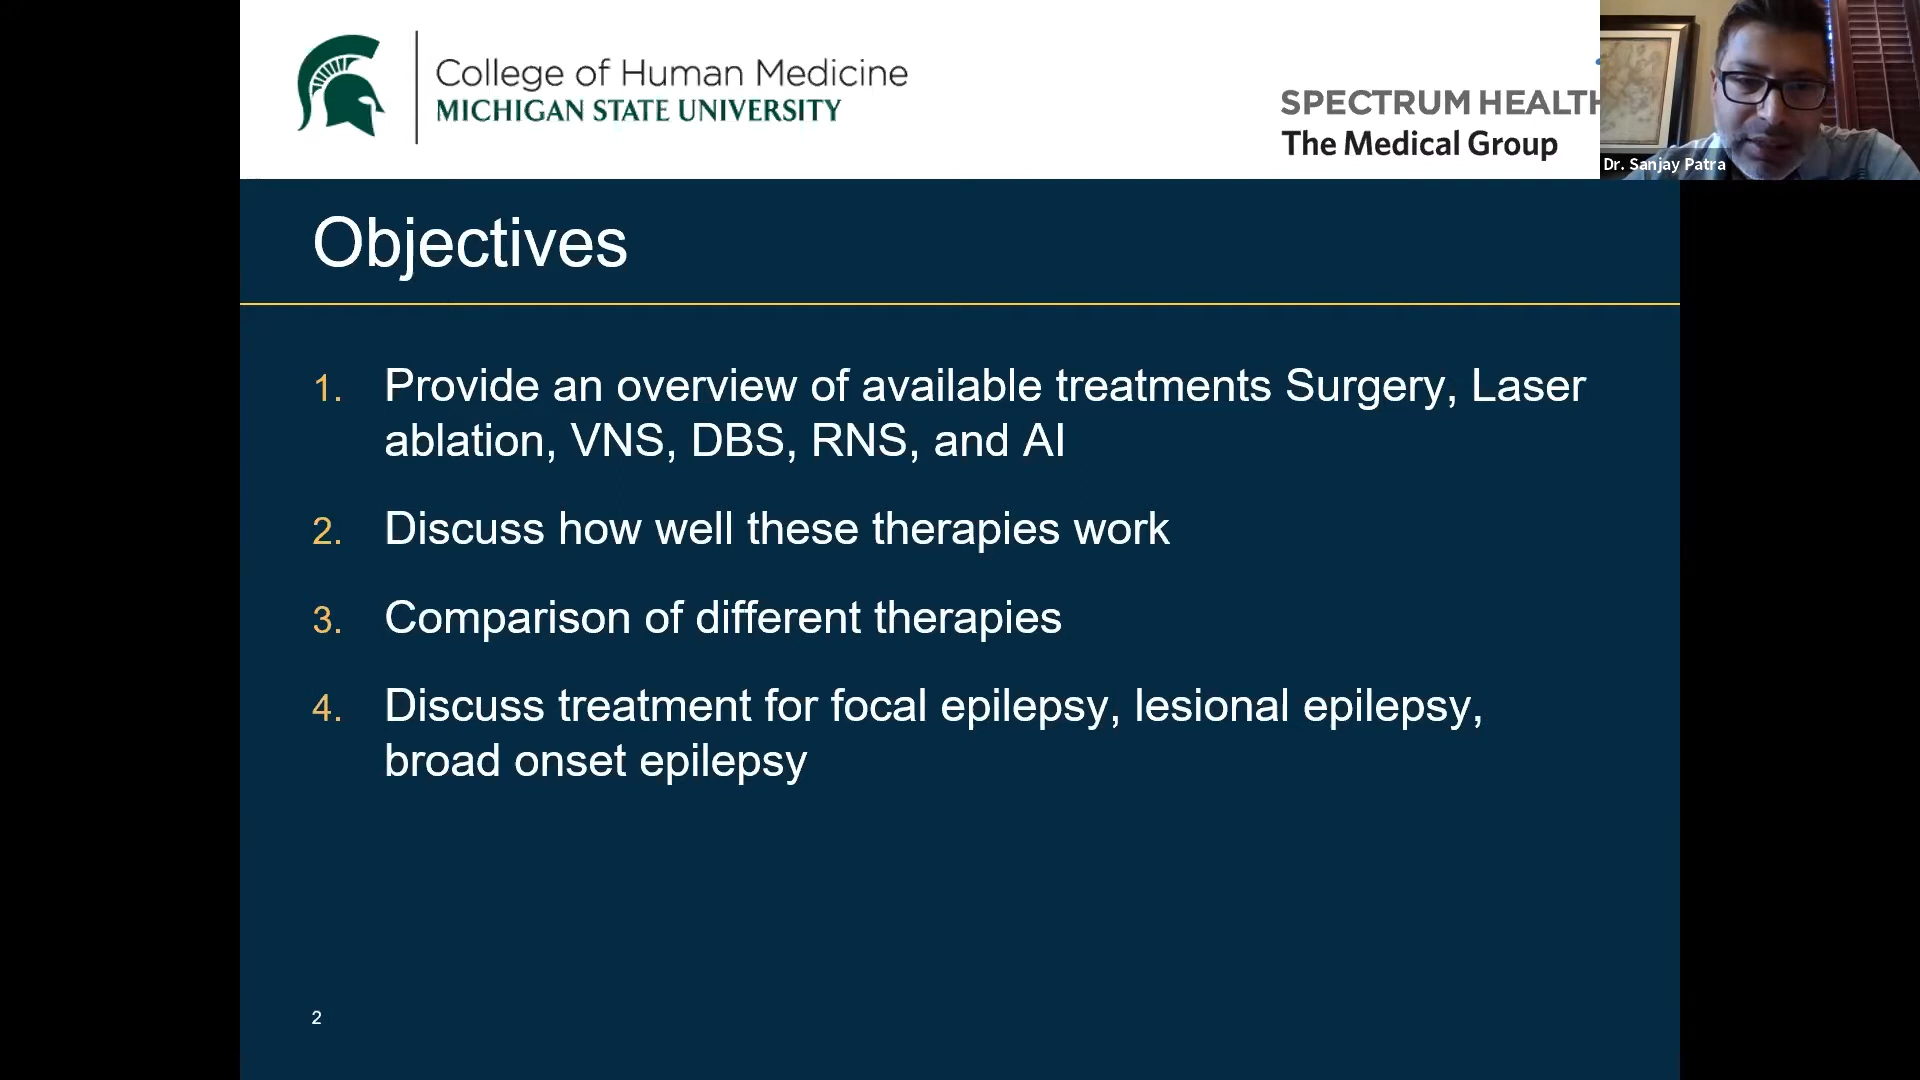 College of Human Medicine
MICHIGAN STATE UNIVERSITY
SPECTRUM HEALTH
The Medical Group
Dr. Sanjay Patra
Objectives
1. Provide an overview of available treatments Surgery, Laser
ablation, VNS, DBS, RNS, and AI
2. Discuss how well these therapies work
3. Comparison of different therapies
4. Discuss treatment for focal epilepsy, lesional epilepsy,
broad onset epilepsy
2